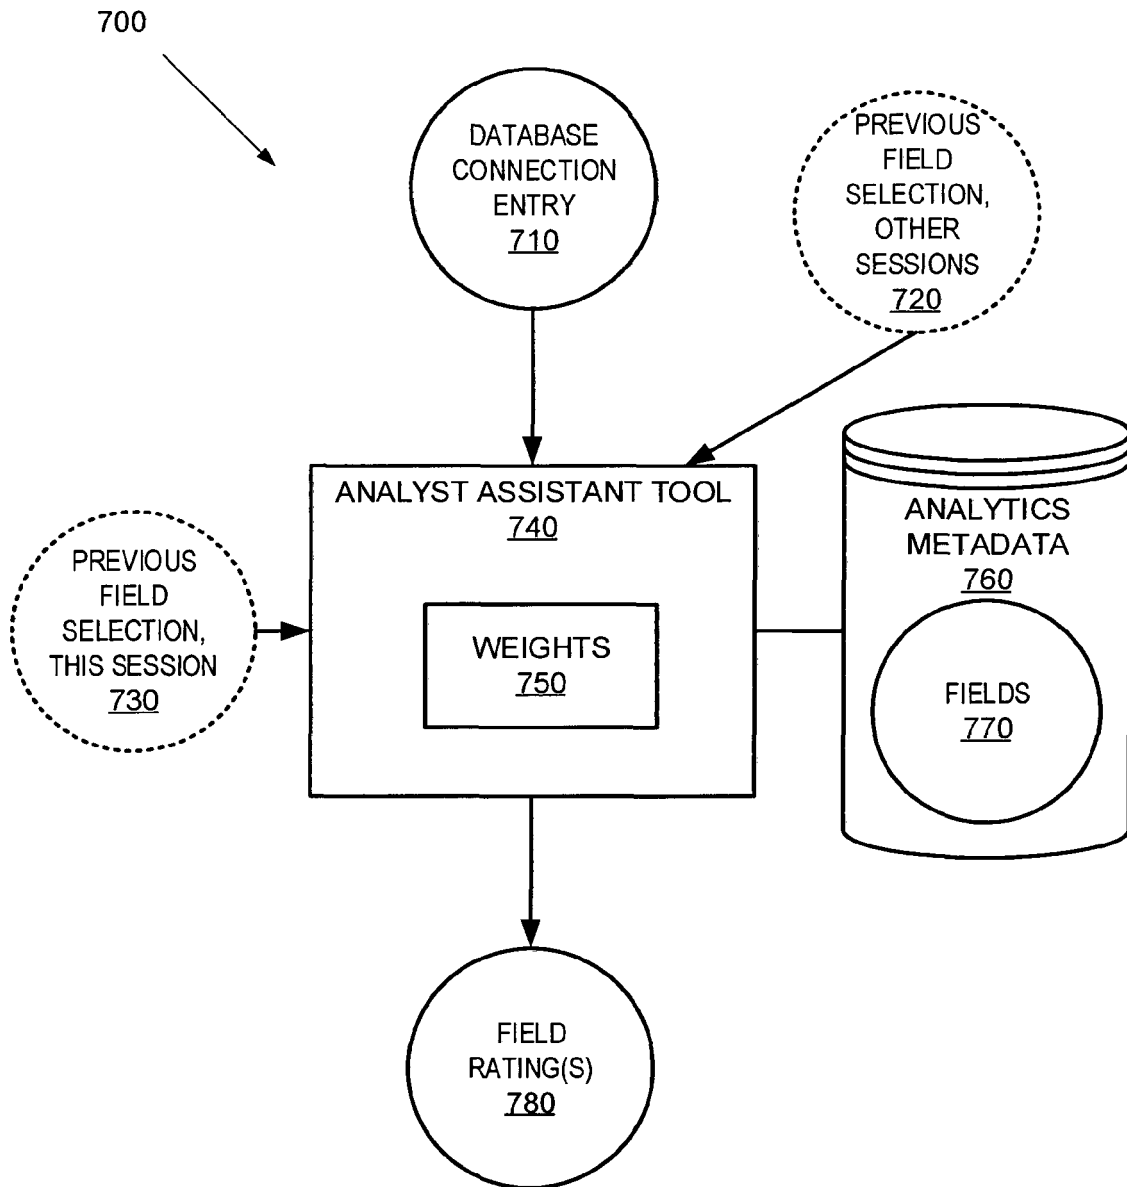 700
DATABASE
CONNECTION
ENTRY
710
PREVIOUS
FIELD
SELECTION,
OTHER
SESSIONS
720
ANALYST ASSISTANT TOOL
740
PREVIOUS
FIELD
SELECTION,
THIS SESSION
730
WEIGHTS
750
ANALYTICS
METADATA
760
FIELDS
770
FIELD
RATING(S)
780